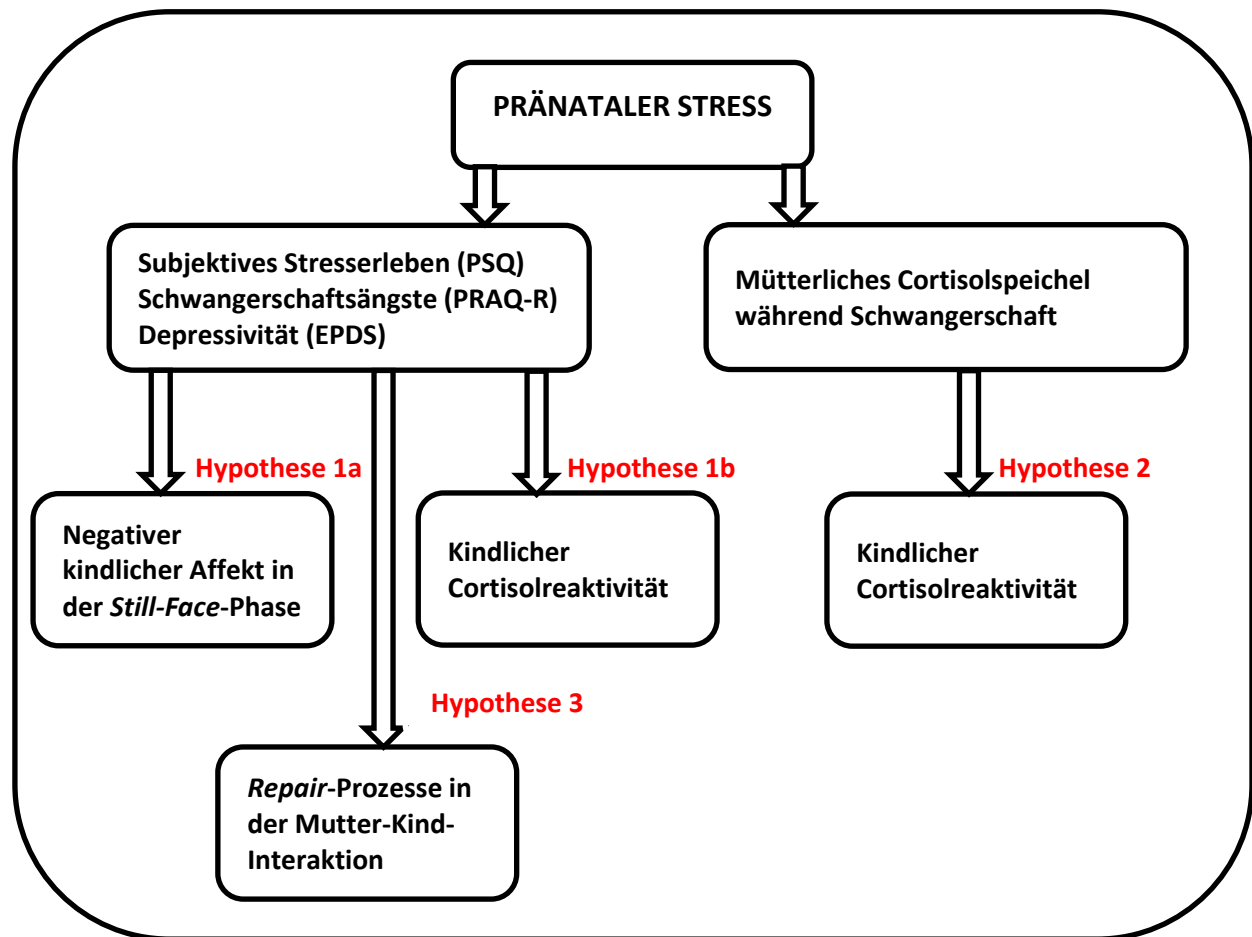 PRÄNATALER STRESS
Subjektives Stresserleben (PSQ)
Schwangerschaftsängste (PRAQ-R)
Depressivität (EPDS)
Mütterliches Cortisolspeichel
während Schwangerschaft
Hypothese 1a
Hypothese 1b
Hypothese 2
Negativer
kindlicher Affekt in
der Still-Face-Phase
Kindlicher
Cortisolreaktivität
Kindlicher
Cortisolreaktivität
Hypothese 3
Repair-Prozesse in
der Mutter-Kind-
Interaktion